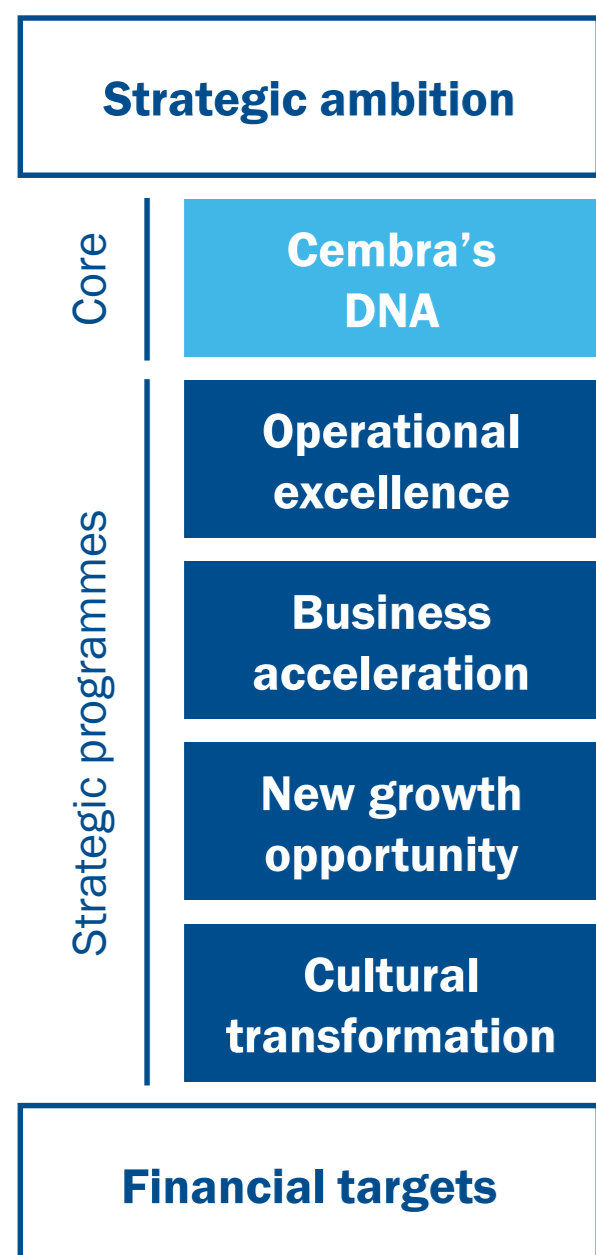 Strategic ambition
Core
Cembra’s
DNA
Strategic programmes
Operational
excellence
Business
acceleration
New growth
opportunity
Cultural
transformation
Financial targets